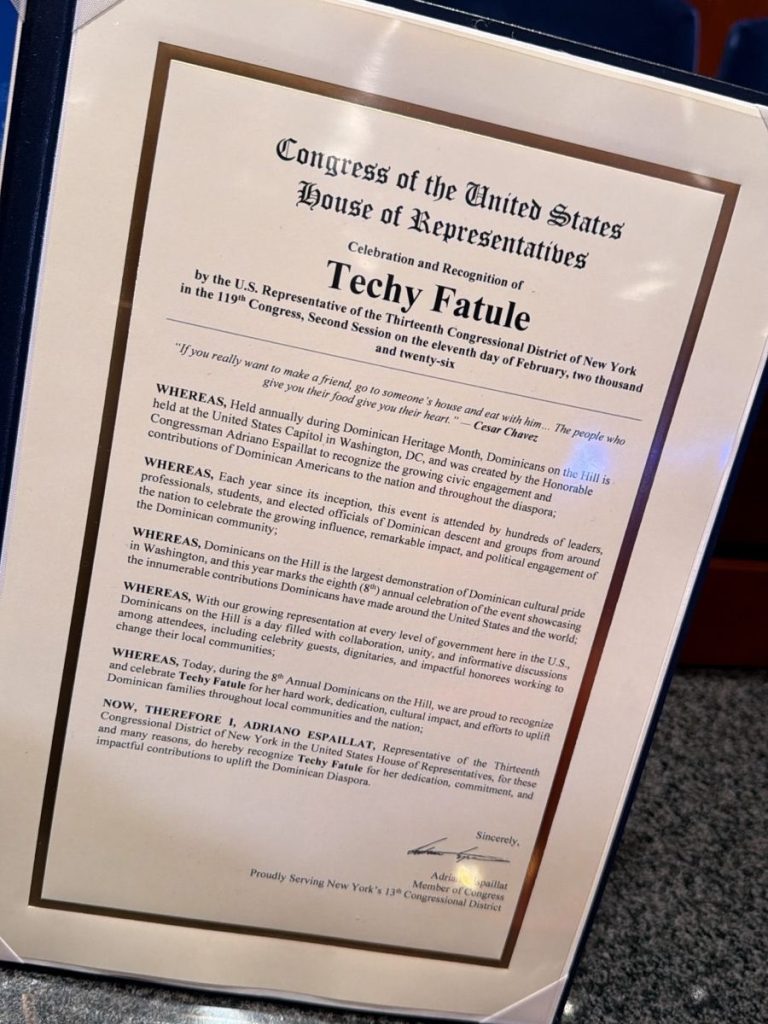 Congress of the United States
House of Representatives
Celebration and Recognition of
Techy Fatule
by the U.S. Representative of the Thirteenth Congressional District of New York
in the 119th Congress, Second Session on the eleventh day of February, two thousand
and twenty-six
"If you really want to make a friend, go to someone's house and eat with him... The people who
give you their food give you their heart." — Cesar Chavez
WHEREAS, Held annually during Dominican Heritage Month, Dominicans on the Hill is
held at the United States Capitol in Washington, DC, and was created by the Honorable
Congressman Adriano Espaillat to recognize the growing civic engagement and
contributions of Dominican Americans to the nation and throughout the diaspora;
WHEREAS, Each year since its inception, this event is attended by hundreds of leaders,
professionals, students, and elected officials of Dominican descent and groups from around
the nation to celebrate the growing influence, remarkable impact, and political engagement of
the Dominican community;
WHEREAS, Dominicans on the Hill is the largest demonstration of Dominican cultural pride
in Washington, and this year marks the eighth (8th) annual celebration of the event showcasing
the innumerable contributions Dominicans have made around the United States and the world;
WHEREAS, With our growing representation at every level of government here in the U.S.,
Dominicans on the Hill is a day filled with collaboration, unity, and informative discussions
among attendees, including celebrity guests, dignitaries, and impactful honorees working to
change their local communities;
WHEREAS, Today, during the 8th Annual Dominicans on the Hill, we are proud to recognize
and celebrate Techy Fatule for her hard work, dedication, cultural impact, and efforts to uplift
Dominican families throughout local communities and the nation;
NOW, THEREFORE I, ADRIANO ESPAILLAT, Representative of the Thirteenth
Congressional District of New York in the United States House of Representatives, for these
and many reasons, do hereby recognize Techy Fatule for her dedication, commitment, and
impactful contributions to uplift the Dominican Diaspora.
Sincerely,
Adriano Espaillat
Member of Congress
Proudly Serving New York's 13th Congressional District